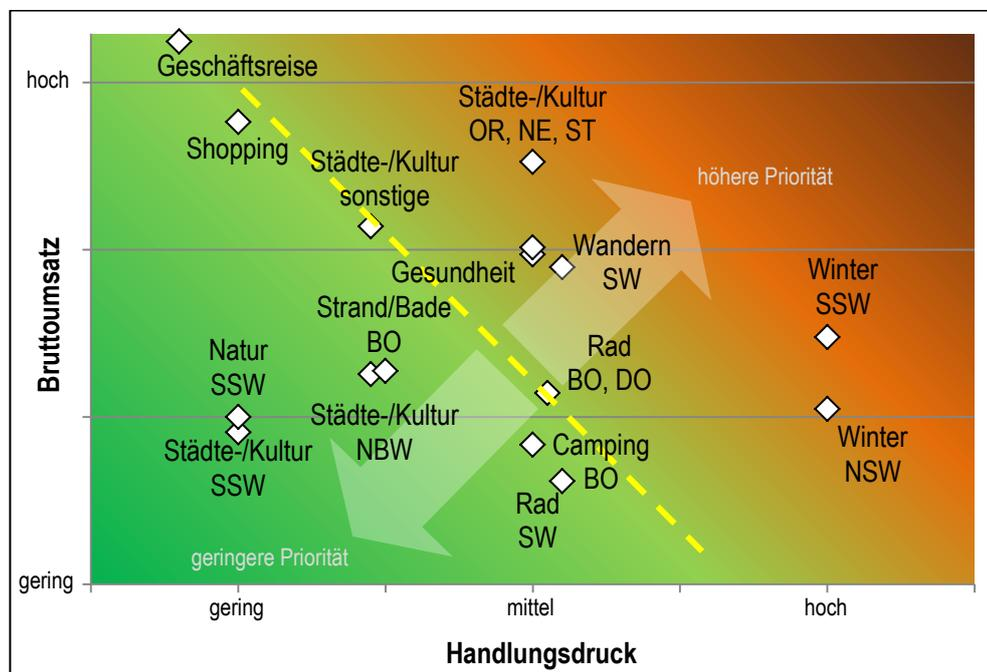 Bruttoumsatz
hoch
gering
Geschäftsreise
Shopping
Städte-/Kultur
OR, NE, ST
Städte-/Kultur
sonstige
höhere Priorität
Gesundheit
Wandern
SW
Winter
SSW
Strand/Bade
BO
Natur
SSW
Rad
BO, DO
Städte-/Kultur
NBW
Städte-/Kultur
SSW
Camping
BO
Winter
NSW
Rad
SW
geringere Priorität
gering
mittel
hoch
Handlungsdruck